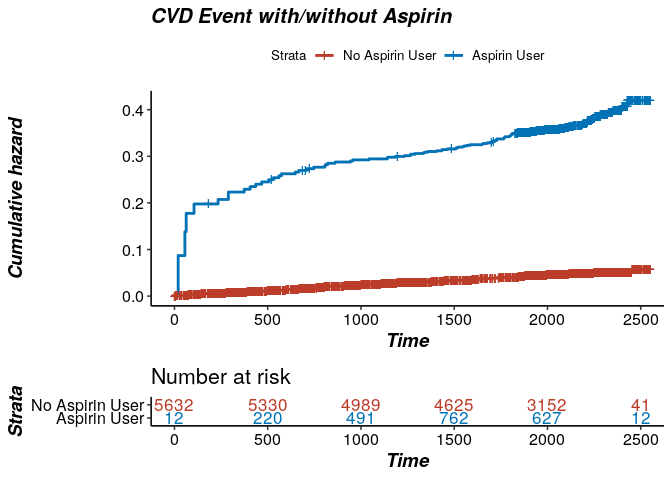 CVD Event with/without Aspirin
Strata No Aspirin User Aspirin User
Cumulative hazard
0.4
0.3
0.2
0.1
0.0
0 500 1000 1500 2000 2500
Time
Number at risk
Strata
No Aspirin User 5632 5330 4989 4625 3152 41
Aspirin User 12 220 491 762 627 12
0 500 1000 1500 2000 2500
Time